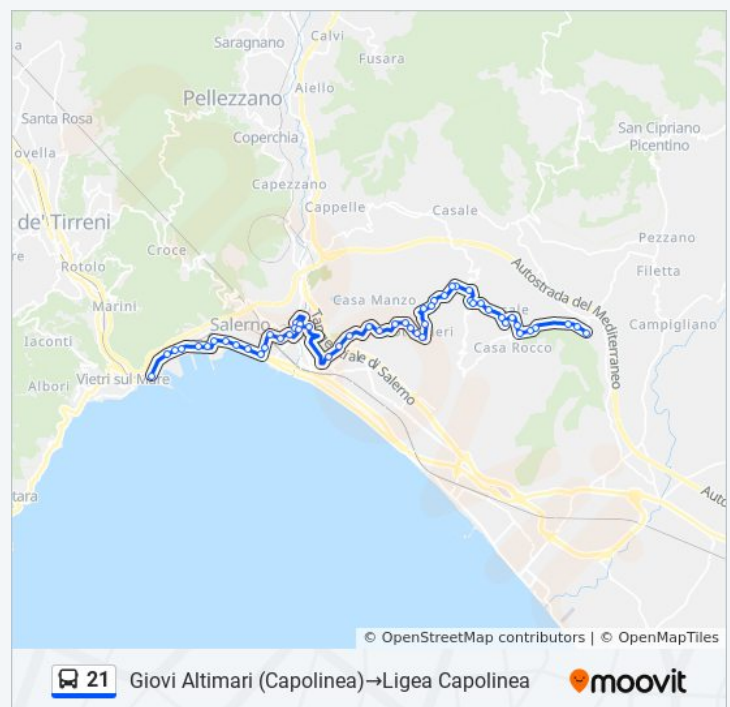 Calvi
Saragnano
Fusara
Aiello
Pellezzano
Santa Rosa
San Cipriano
Picentino
Coperchia
ovella
Capezzano
de' Tirreni
Cappelle
Casale
Croce
Pezzano
Rotolo
Filetta
Autostrada del Mediterraneo
Marini
Casa Manzo
Salerno
Campigliano
Iaconti
Casa Rocco
Vietri sul Mare
Albori
di Salerno
tara
© OpenStreetMap contributors | © OpenMapTiles
21 Giovi Altimari (Capolinea)→Ligea Capolinea
moovit